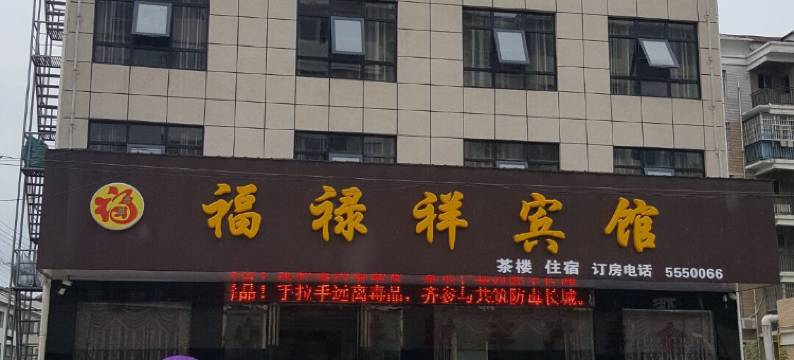 福
福禄祥宾馆
茶楼 住宿 订房电话 5550066
毒品！手拉手远离毒品，齐参与共筑防毒长城。